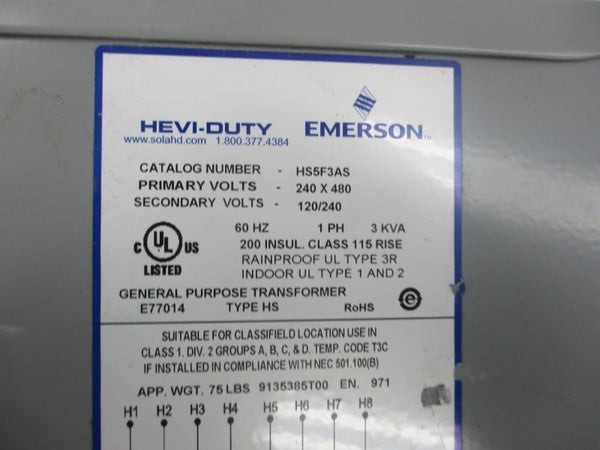 HEVI-DUTY EMERSON™
www.solahd.com 1.800.377.4384
CATALOG NUMBER - HS5F3AS
PRIMARY VOLTS - 240 X 480
SECONDARY VOLTS - 120/240
60 HZ 1 PH 3 KVA
200 INSUL. CLASS 115 RISE
RAINPROOF UL TYPE 3R
INDOOR UL TYPE 1 AND 2
C UL US
LISTED
GENERAL PURPOSE TRANSFORMER
E77014 TYPE HS RoHS e
SUITABLE FOR CLASSIFIELD LOCATION USE IN
CLASS 1. DIV. 2 GROUPS A, B, C, & D. TEMP. CODE T3C
IF INSTALLED IN COMPLIANCE WITH NEC 501.100(B)
APP. WGT. 75 LBS 9135385T00 EN. 971
H1 H2 H3 H4 H5 H6 H7 H8